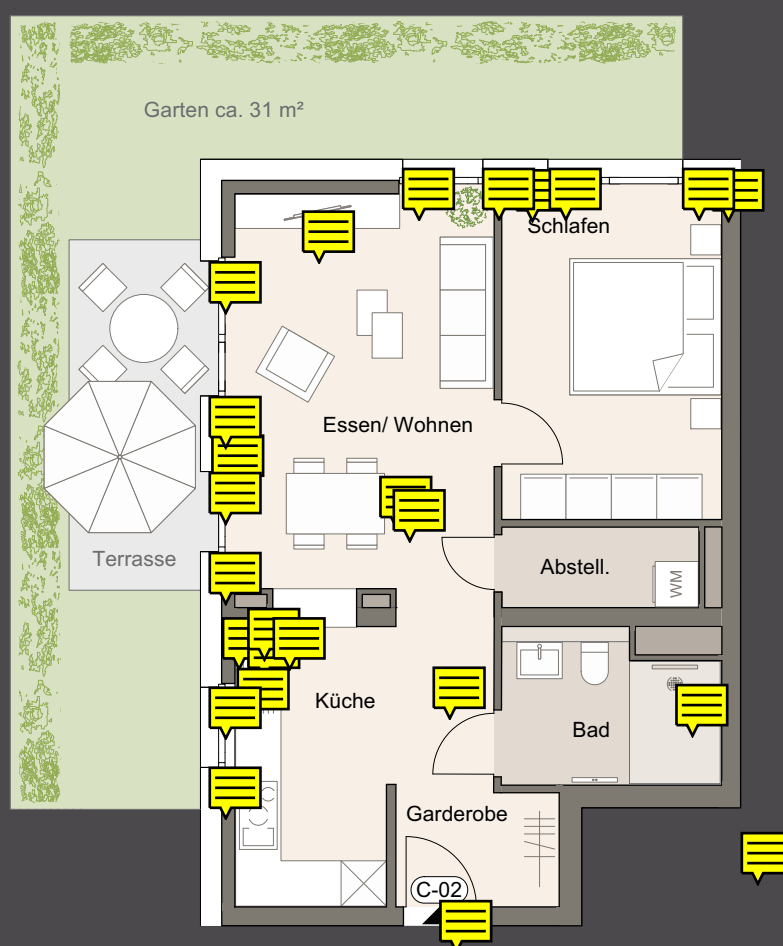 Garten ca. 31 m²
Schlafen
Essen/ Wohnen
Terrasse
Abstell.
WM
Küche
Bad
Garderobe
C-02